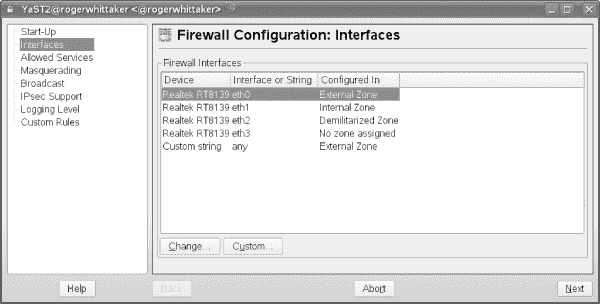 YaST2@rogerwhittaker <@rogerwhittaker>
Start-Up
Interfaces
Allowed Services
Masquerading
Broadcast
IPsec Support
Logging Level
Custom Rules
Firewall Configuration: Interfaces
Firewall Interfaces
Device Interface or String Configured In
Realtek RT8139 eth0 External Zone
Realtek RT8139 eth1 Internal Zone
Realtek RT8139 eth2 Demilitarized Zone
Realtek RT8139 eth3 No zone assigned
Custom string any External Zone
Change... Custom...
Help Back Abort Next